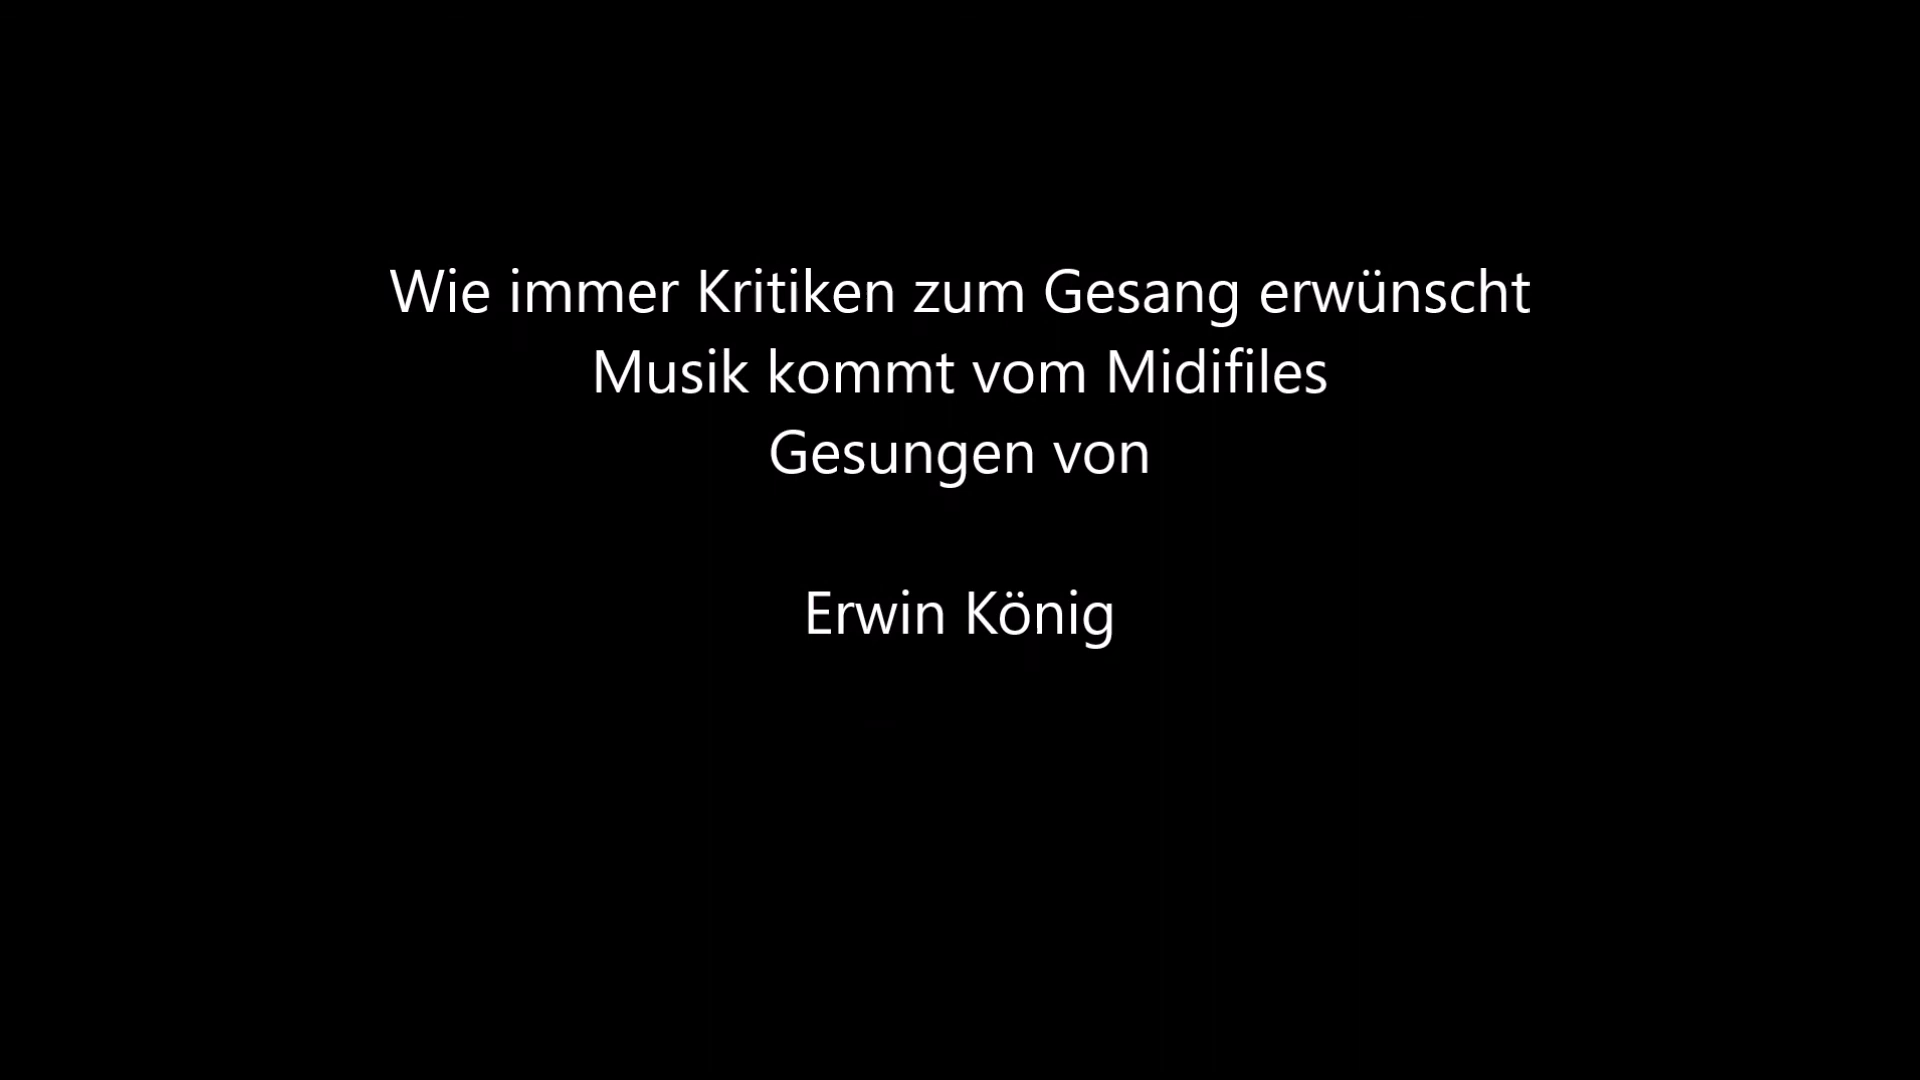 Wie immer Kritiken zum Gesang erwünscht
Musik kommt vom Midifiles
Gesungen von
Erwin König